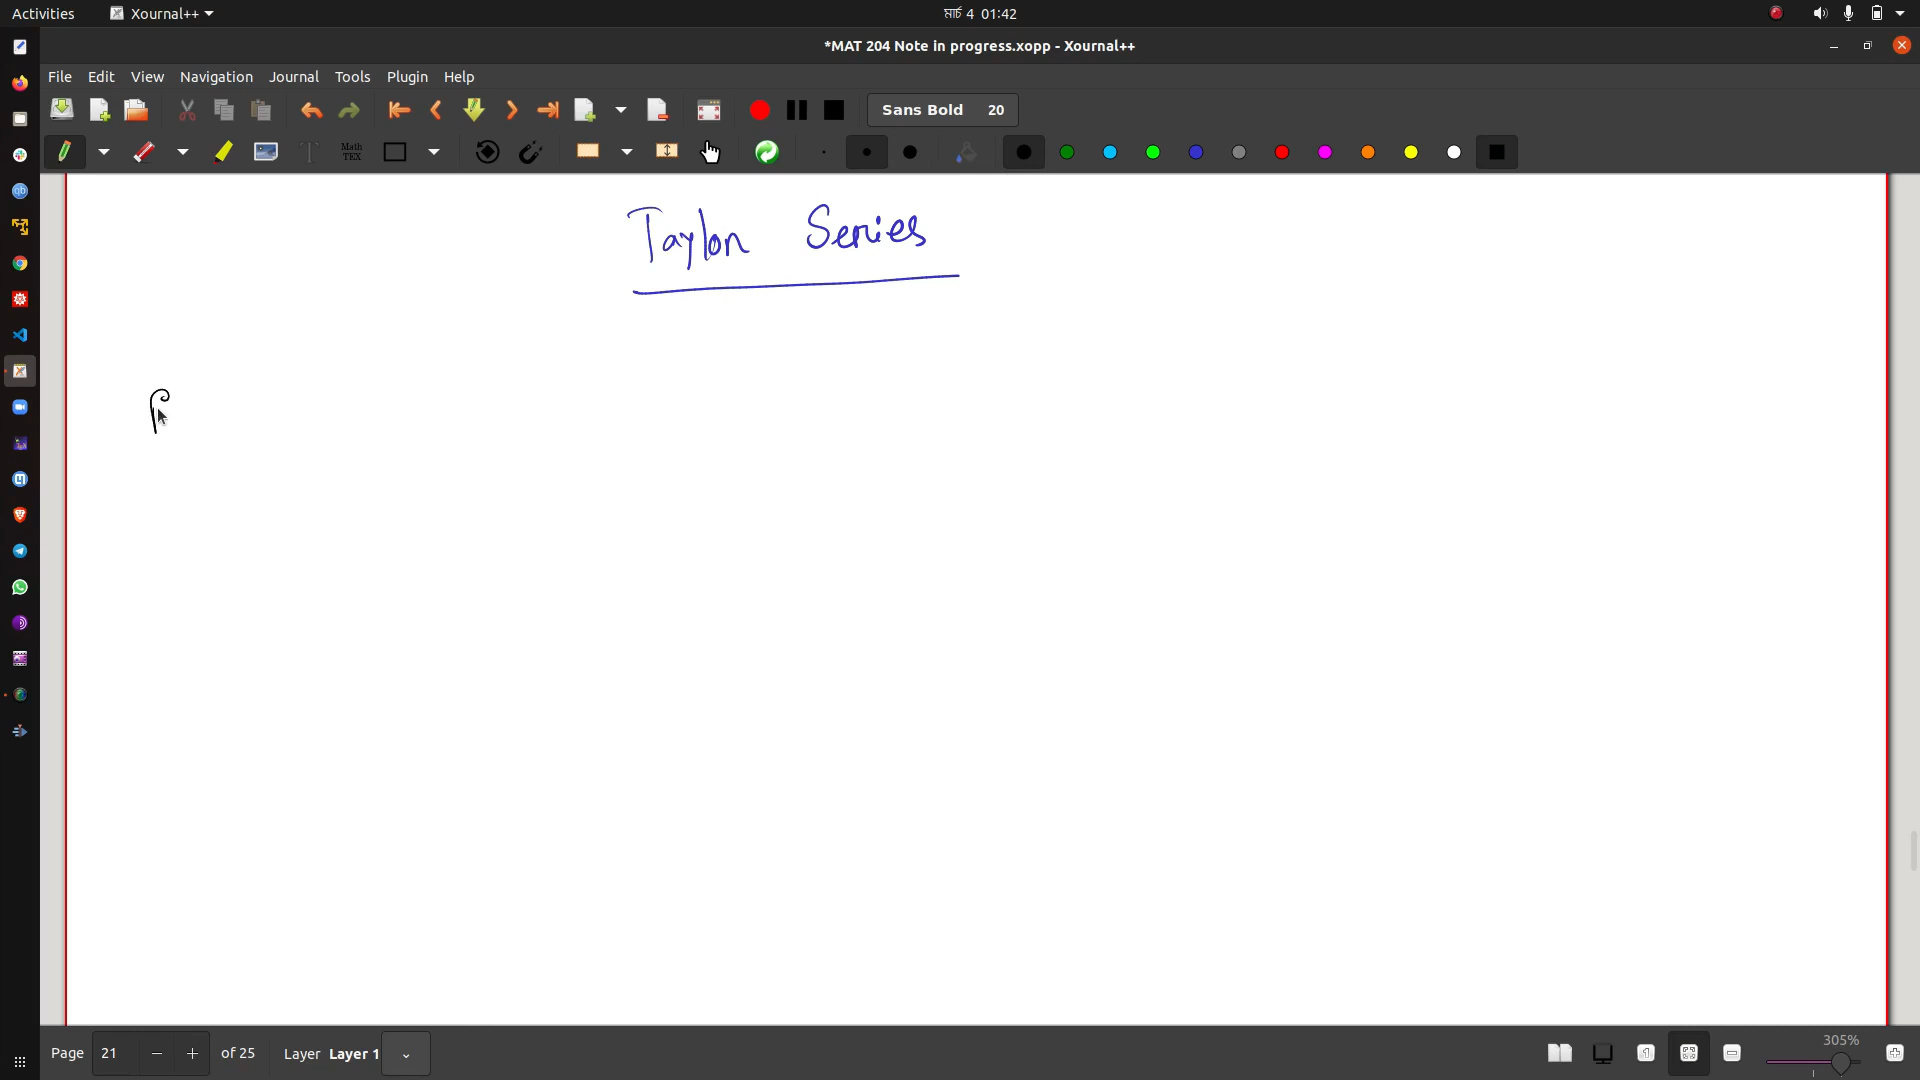 Activities Xournal++ মার্চ 4 01:42
*MAT 204 Note in progress.xopp - Xournal++
File Edit View Navigation Journal Tools Plugin Help
Sans Bold 20
Math
TEX
Taylor Series
Page 21 of 25 Layer Layer 1 305%